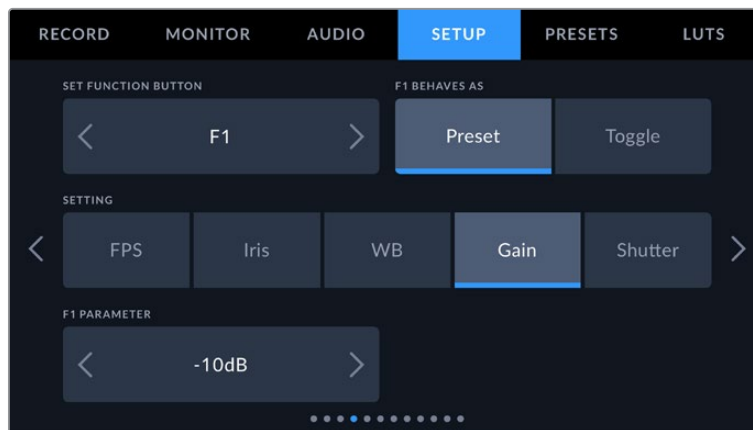 RECORD MONITOR AUDIO SETUP PRESETS LUTS
SET FUNCTION BUTTON F1 BEHAVES AS
F1 Preset Toggle
SETTING
FPS Iris WB Gain Shutter
F1 PARAMETER
-10dB